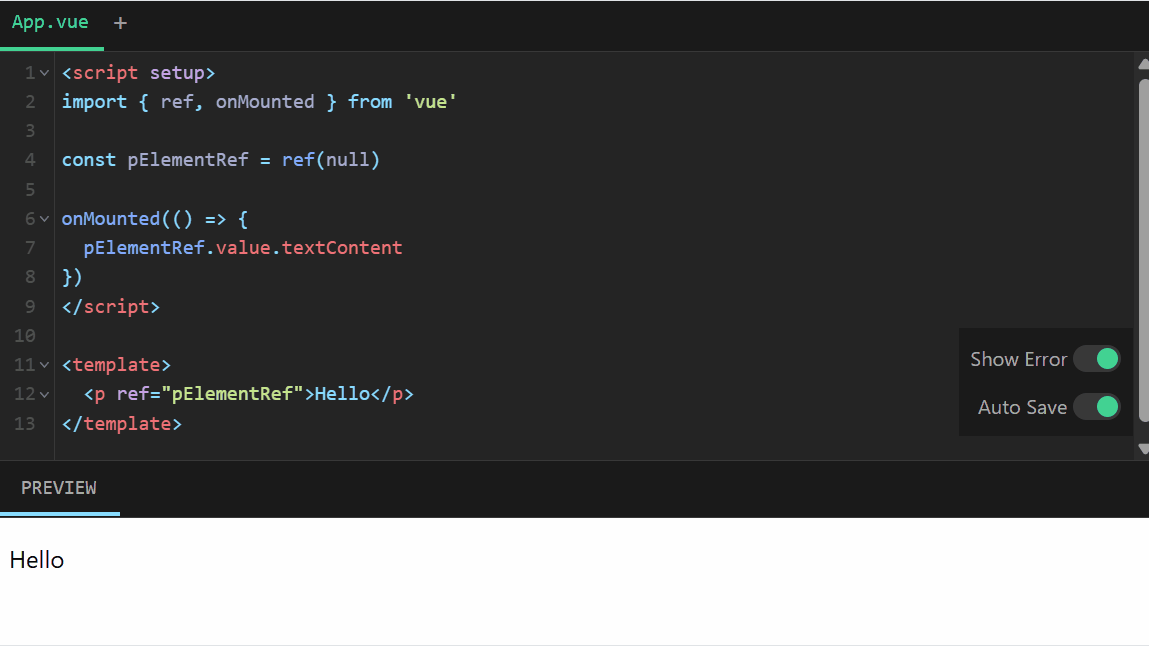 App.vue +
1 <script setup>
2 import { ref, onMounted } from 'vue'
3
4 const pElementRef = ref(null)
5
6 onMounted(() => {
7   pElementRef.value.textContent
8 })
9 </script>
10
11 <template>
12   <p ref="pElementRef">Hello</p>
13 </template>
Show Error
Auto Save
PREVIEW
Hello